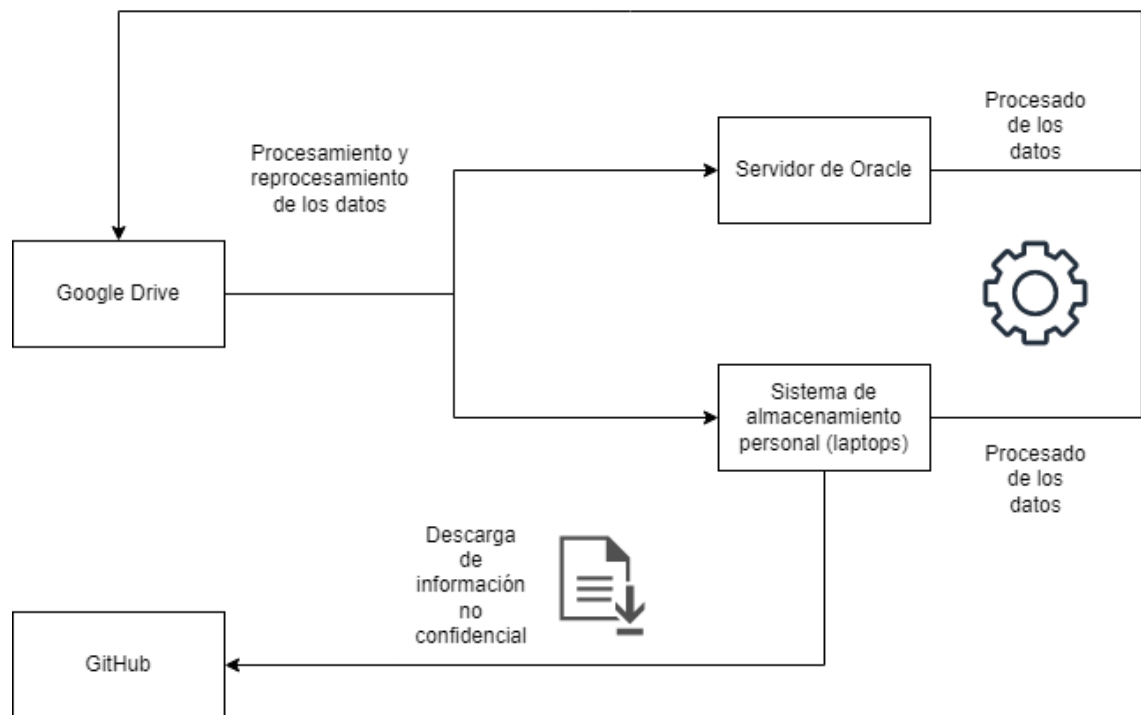 Procesado
de los
datos
Procesamiento y
reprocesamiento
de los datos
Servidor de Oracle
Google Drive
Sistema de
almacenamiento
personal (laptops)
Procesado
de los
datos
Descarga
de
información
no
confidencial
GitHub